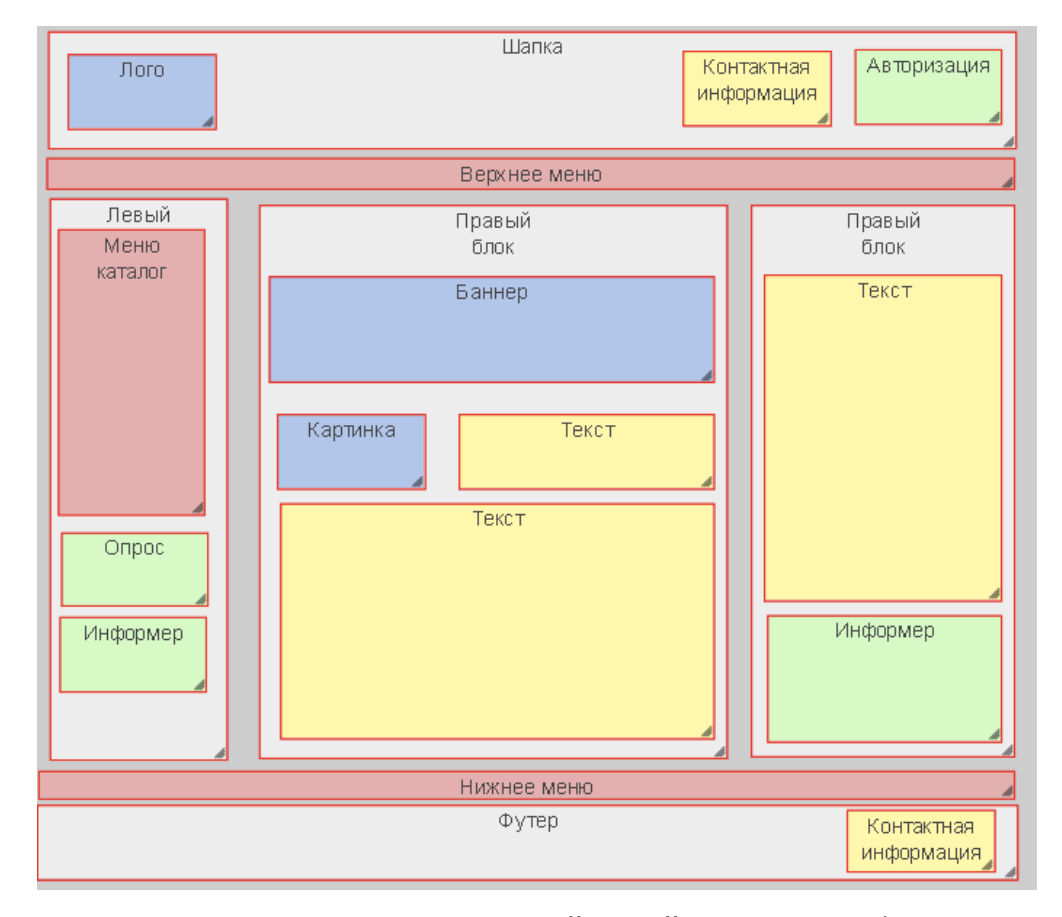 Шапка
Лого
Контактная
информация
Авторизация
Верхнее меню
Левый
Меню
каталог
Опрос
Информер
Правый
блок
Баннер
Картинка
Текст
Текст
Правый
блок
Текст
Информер
Нижнее меню
Футер
Контактная
информация